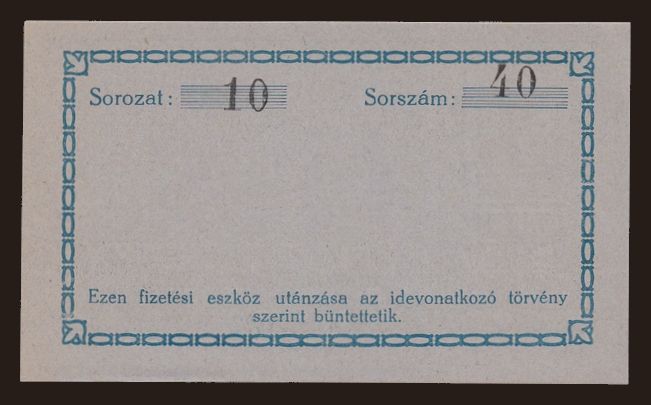 Sorozat: 10 Sorszám: 40
Ezen fizetési eszköz utánzása az idevonatkozó törvény
szerint büntettetik.